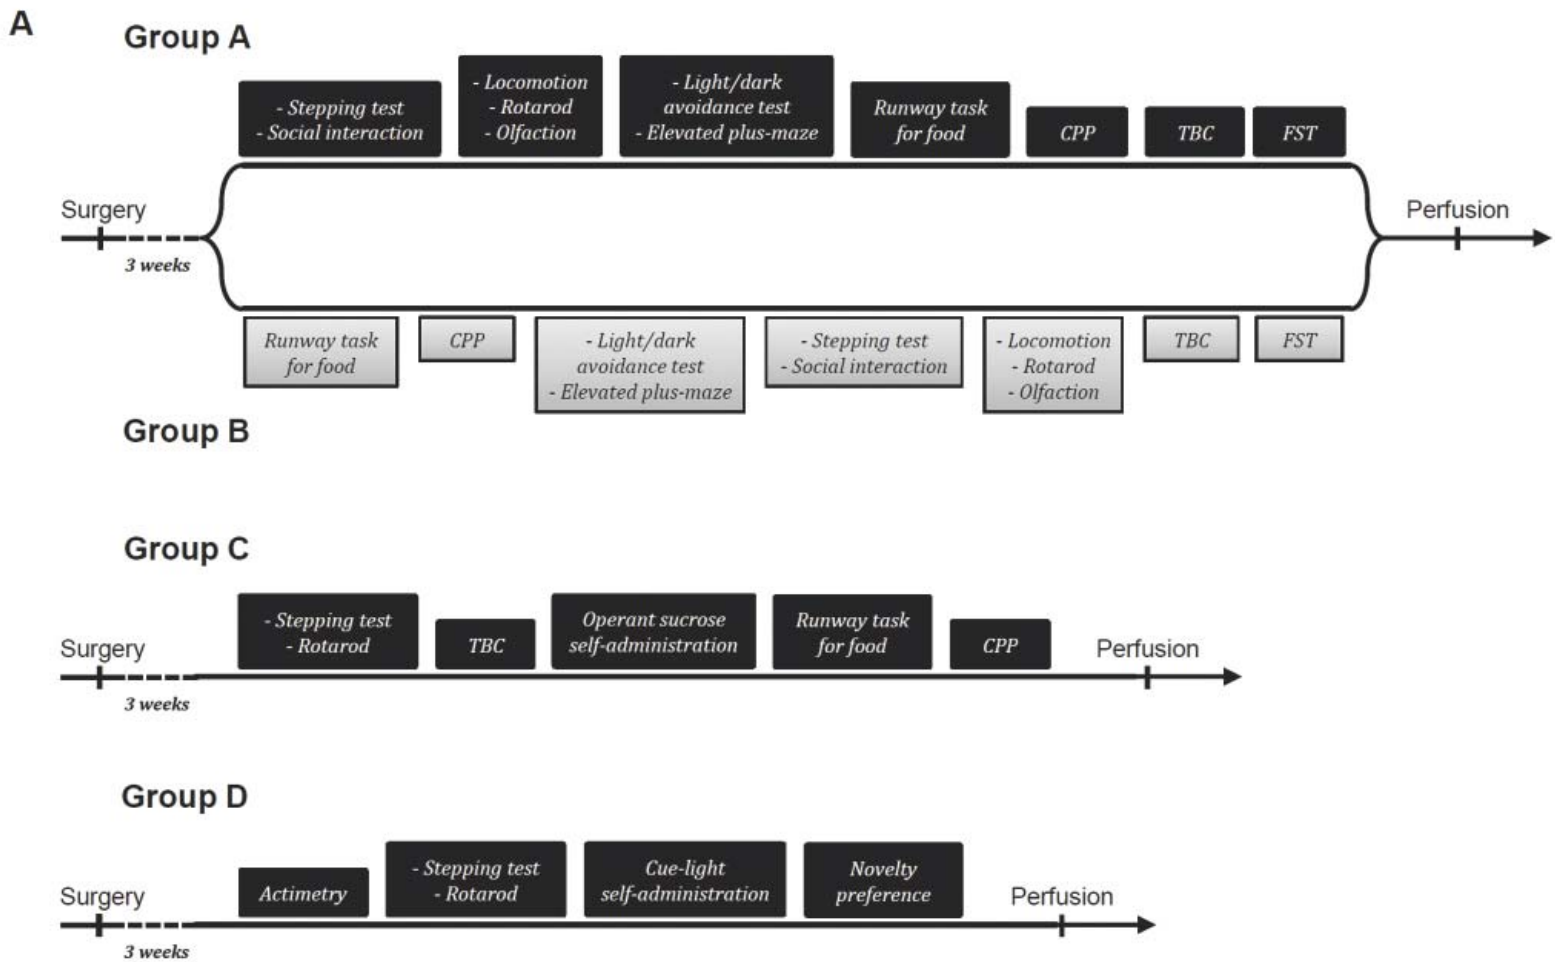 A
Group A
- Stepping test
- Social interaction
- Locomotion
- Rotarod
- Olfaction
- Light/dark
avoidance test
- Elevated plus-maze
Runway task
for food
CPP
TBC
FST
Surgery
3 weeks
Perfusion
Runway task
for food
CPP
- Light/dark
avoidance test
- Elevated plus-maze
- Stepping test
- Social interaction
- Locomotion
- Rotarod
- Olfaction
TBC
FST
Group B
Group C
- Stepping test
- Rotarod
TBC
Operant sucrose
self-administration
Runway task
for food
CPP
Surgery
3 weeks
Perfusion
Group D
Actimetry
- Stepping test
- Rotarod
Cue-light
self-administration
Novelty
preference
Surgery
3 weeks
Perfusion